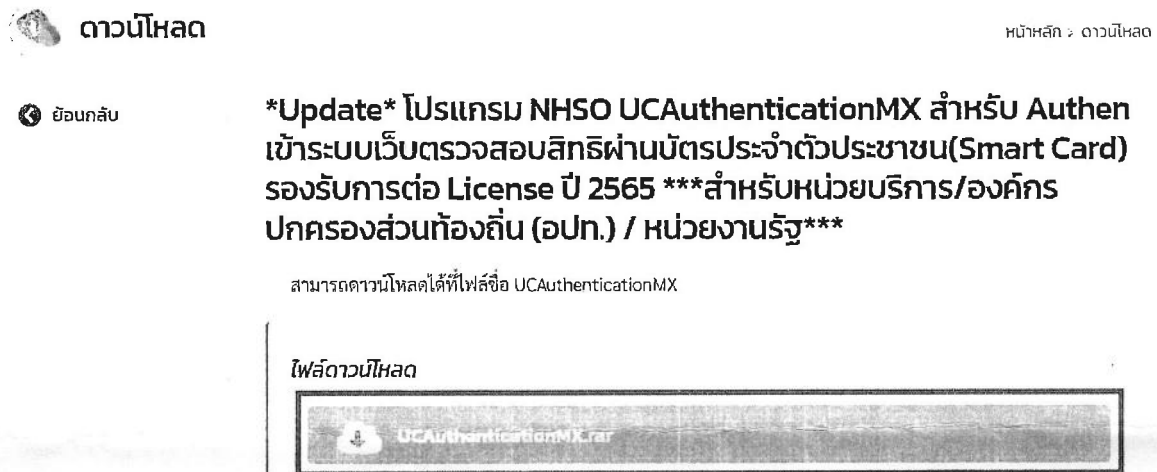 ดาวน์โหลด
หน้าหลัก > ดาวน์โหลด
ย้อนกลับ
*Update* โปรแกรม NHSO UCAuthenticationMX สำหรับ Authen
เข้าระบบเว็บตรวจสอบสิทธิผ่านบัตรประจำตัวประชาชน(Smart Card)
รองรับการต่อ License ปี 2565 ***สำหรับหน่วยบริการ/องค์กร
ปกครองส่วนท้องถิ่น (อปท.) / หน่วยงานรัฐ***
สามารถดาวน์โหลดได้ที่ไฟล์ชื่อ UCAuthenticationMX
ไฟล์ดาวน์โหลด
UCAuthenticationMX.rar